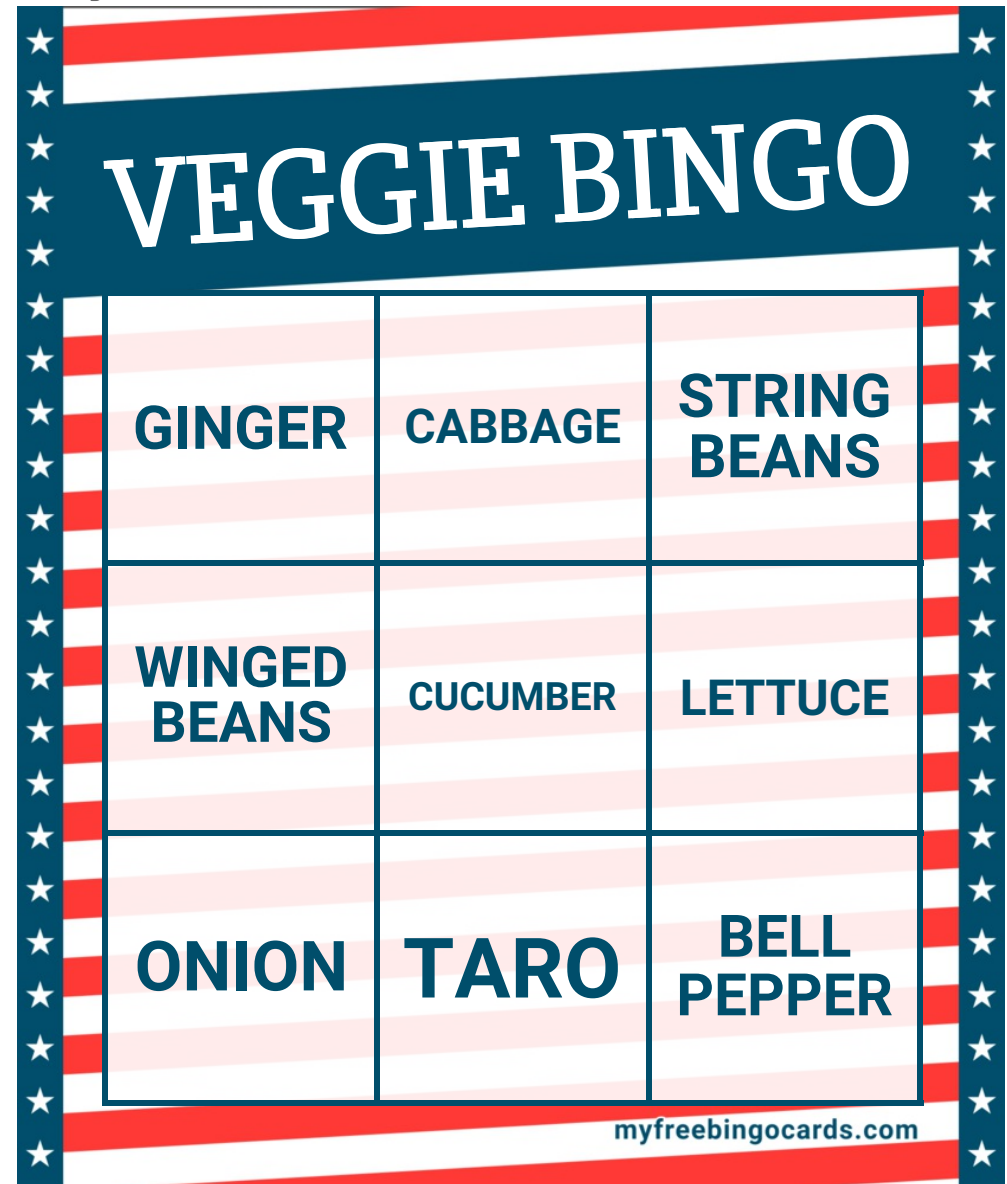 VEGGIE BINGO
GINGER
CABBAGE
STRING
BEANS
WINGED
BEANS
CUCUMBER
LETTUCE
ONION
TARO
BELL
PEPPER
myfreebingocards.com